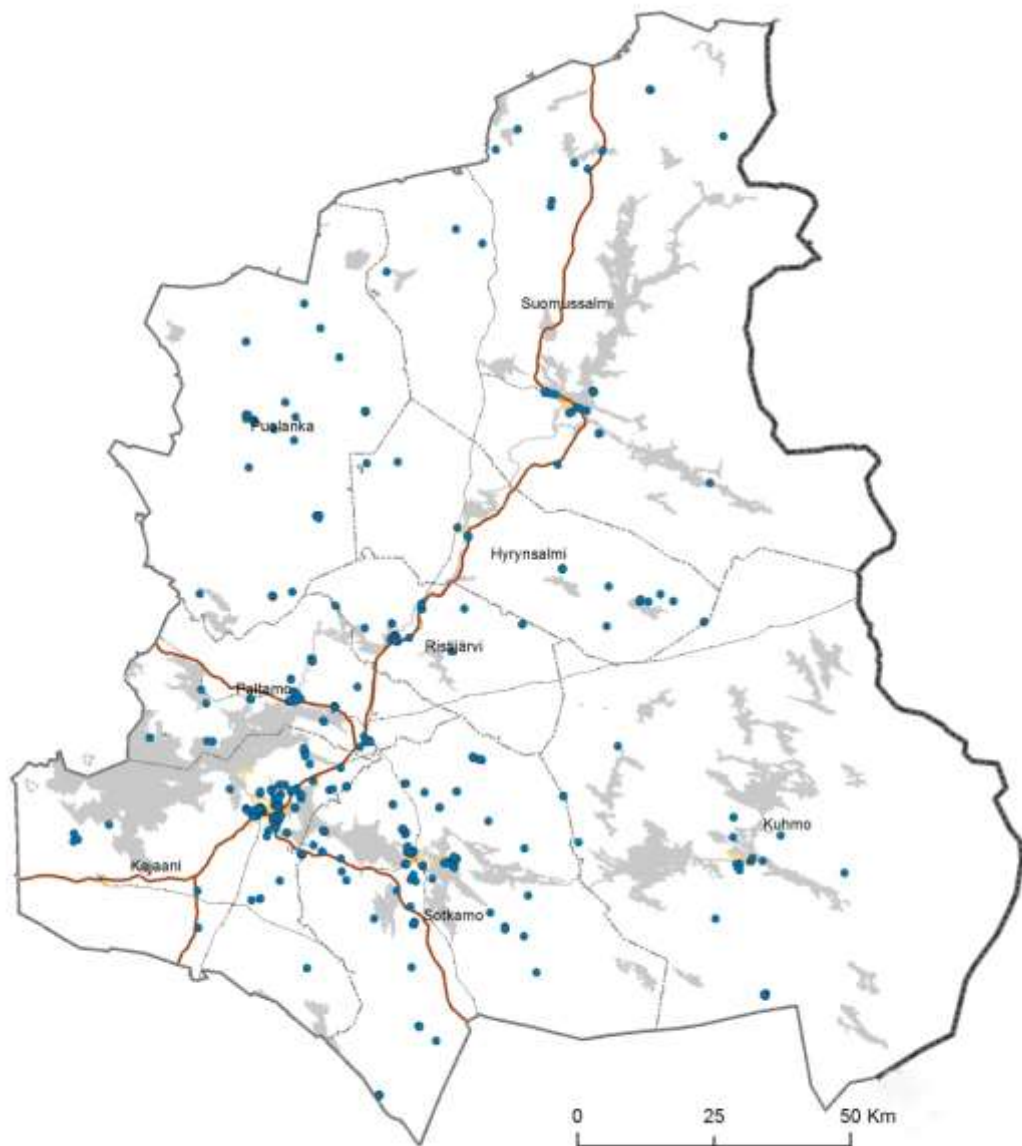 Suomussalmi
Puolanka
Hyrynsalmi
Ristijärvi
Paltamo
Kuhmo
Kajaani
Sotkamo
0 25 50 Km